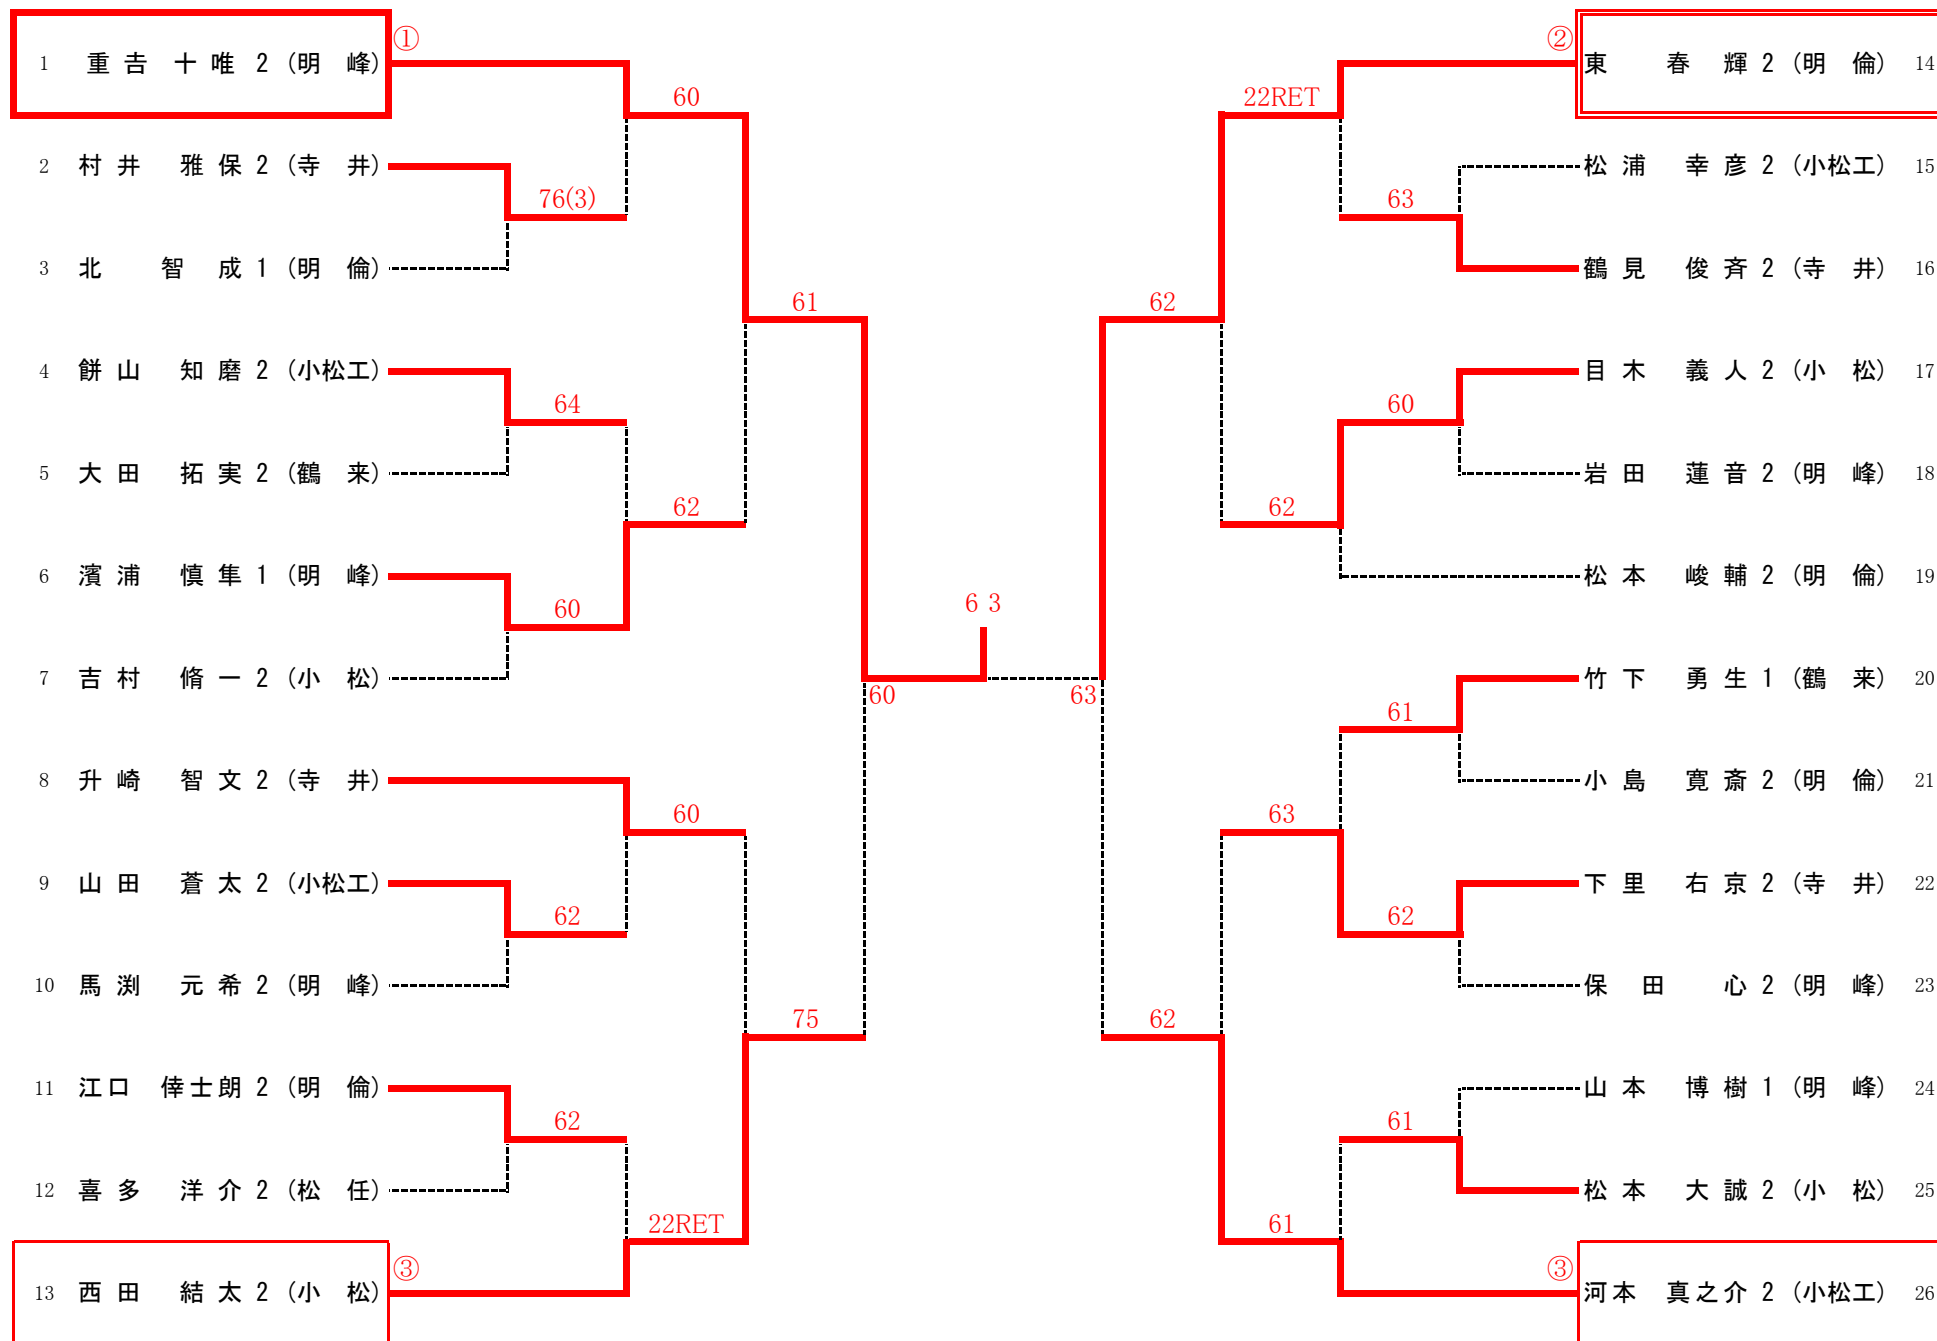 ①
1 重吉 十唯 2 (明 峰)
60
2 村井 雅保 2 (寺 井)
76(3)
3 北 智成 1 (明 倫)
61
4 餅山 知磨 2 (小松工)
64
5 大田 拓実 2 (鶴 来)
62
6 濱浦 慎隼 1 (明 峰)
60
7 吉村 脩一 2 (小 松)
60
8 升崎 智文 2 (寺 井)
60
9 山田 蒼太 2 (小松工)
62
10 馬渕 元希 2 (明 峰)
75
11 江口 倖士朗 2 (明 倫)
62
12 喜多 洋介 2 (松 任)
22RET
③
13 西田 結太 2 (小 松)
6 3
②
東 春輝 2 (明 倫) 14
22RET
松浦 幸彦 2 (小松工) 15
63
鶴見 俊斉 2 (寺 井) 16
62
目木 義人 2 (小 松) 17
60
岩田 蓮音 2 (明 峰) 18
62
松本 峻輔 2 (明 倫) 19
63
竹下 勇生 1 (鶴 来) 20
61
小島 寛斎 2 (明 倫) 21
63
下里 右京 2 (寺 井) 22
62
保田 心 2 (明 峰) 23
62
山本 博樹 1 (明 峰) 24
61
松本 大誠 2 (小 松) 25
61
③
河本 真之介 2 (小松工) 26